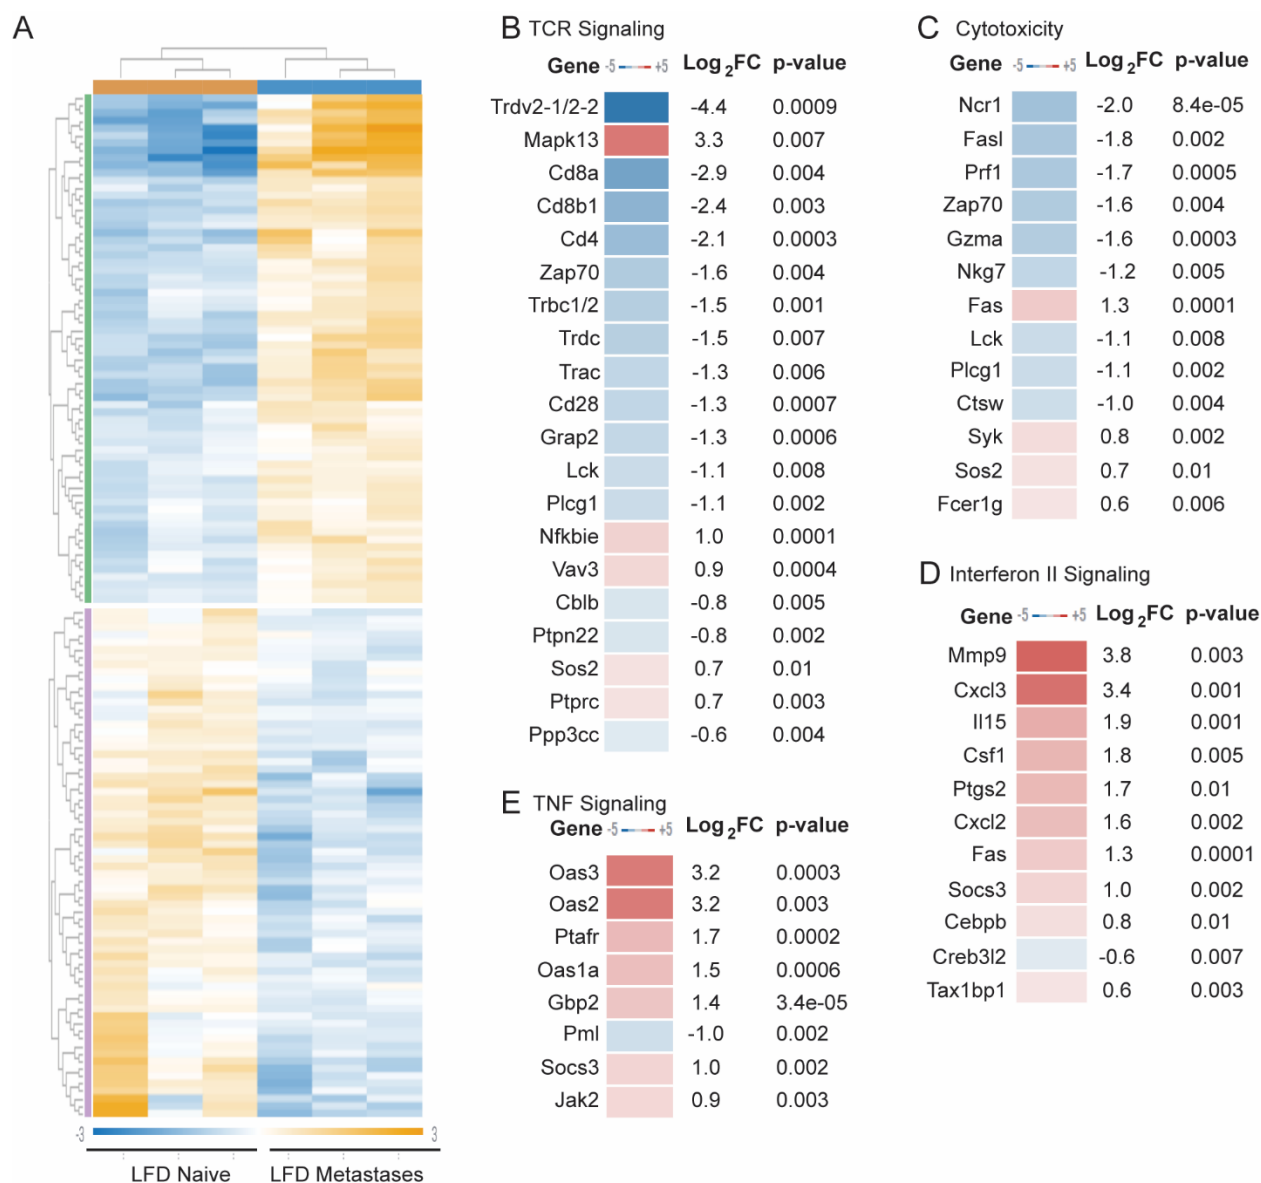 A
-3
3
LFD Naive
LFD Metastases
B TCR Signaling
Gene -5 +5 Log2FC p-value
Trdv2-1/2-2 -4.4 0.0009
Mapk13 3.3 0.007
Cd8a -2.9 0.004
Cd8b1 -2.4 0.003
Cd4 -2.1 0.0003
Zap70 -1.6 0.004
Trbc1/2 -1.5 0.001
Trdc -1.5 0.007
Trac -1.3 0.006
Cd28 -1.3 0.0007
Grap2 -1.3 0.0006
Lck -1.1 0.008
Plcg1 -1.1 0.002
Nfkbie 1.0 0.0001
Vav3 0.9 0.0004
Cblb -0.8 0.005
Ptpn22 -0.8 0.002
Sos2 0.7 0.01
Ptprc 0.7 0.003
Ppp3cc -0.6 0.004
C Cytotoxicity
Gene -5 +5 Log2FC p-value
Ncr1 -2.0 8.4e-05
Fasl -1.8 0.002
Prf1 -1.7 0.0005
Zap70 -1.6 0.004
Gzma -1.6 0.0003
Nkg7 -1.2 0.005
Fas 1.3 0.0001
Lck -1.1 0.008
Plcg1 -1.1 0.002
Ctsw -1.0 0.004
Syk 0.8 0.002
Sos2 0.7 0.01
Fcer1g 0.6 0.006
D Interferon II Signaling
Gene -5 +5 Log2FC p-value
Mmp9 3.8 0.003
Cxcl3 3.4 0.001
Il15 1.9 0.001
Csf1 1.8 0.005
Ptgs2 1.7 0.01
Cxcl2 1.6 0.002
Fas 1.3 0.0001
Socs3 1.0 0.002
Cebpb 0.8 0.01
Creb3l2 -0.6 0.007
Tax1bp1 0.6 0.003
E TNF Signaling
Gene -5 +5 Log2FC p-value
Oas3 3.2 0.0003
Oas2 3.2 0.003
Ptafr 1.7 0.0002
Oas1a 1.5 0.0006
Gbp2 1.4 3.4e-05
Pml -1.0 0.002
Socs3 1.0 0.002
Jak2 0.9 0.003